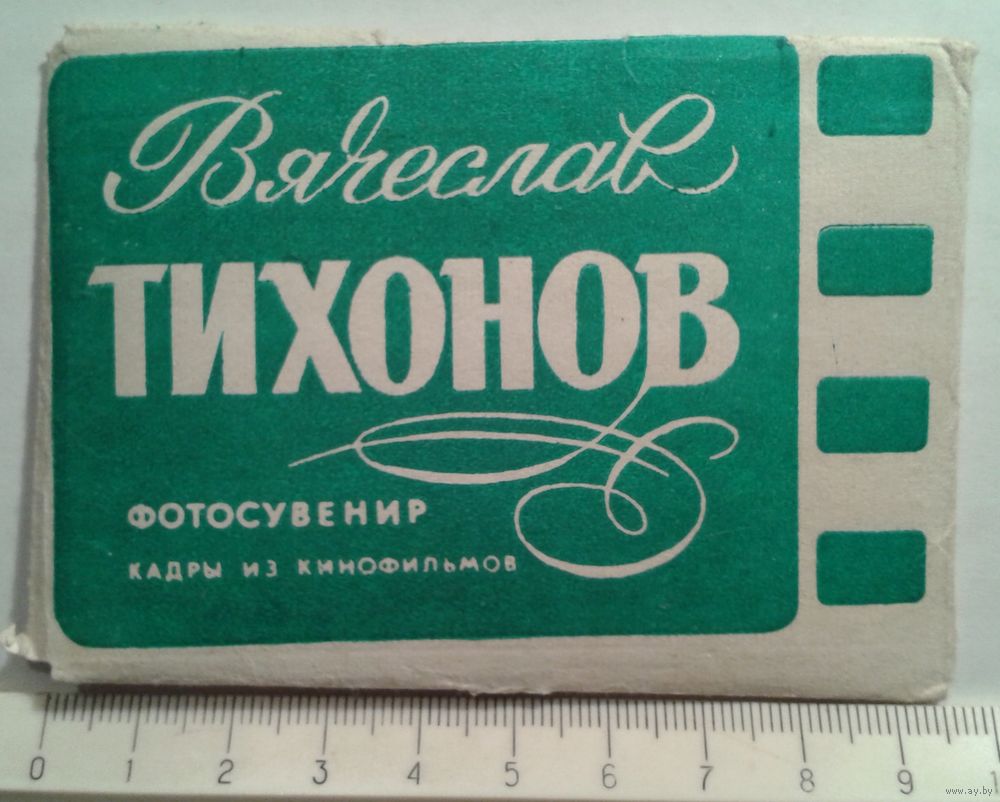 Вячеслав
ТИХОНОВ
ФОТОСУВЕНИР
КАДРЫ ИЗ КИНОФИЛЬМОВ
0 1 2 3 4 5 6 7 8 9 1
www.ay.by